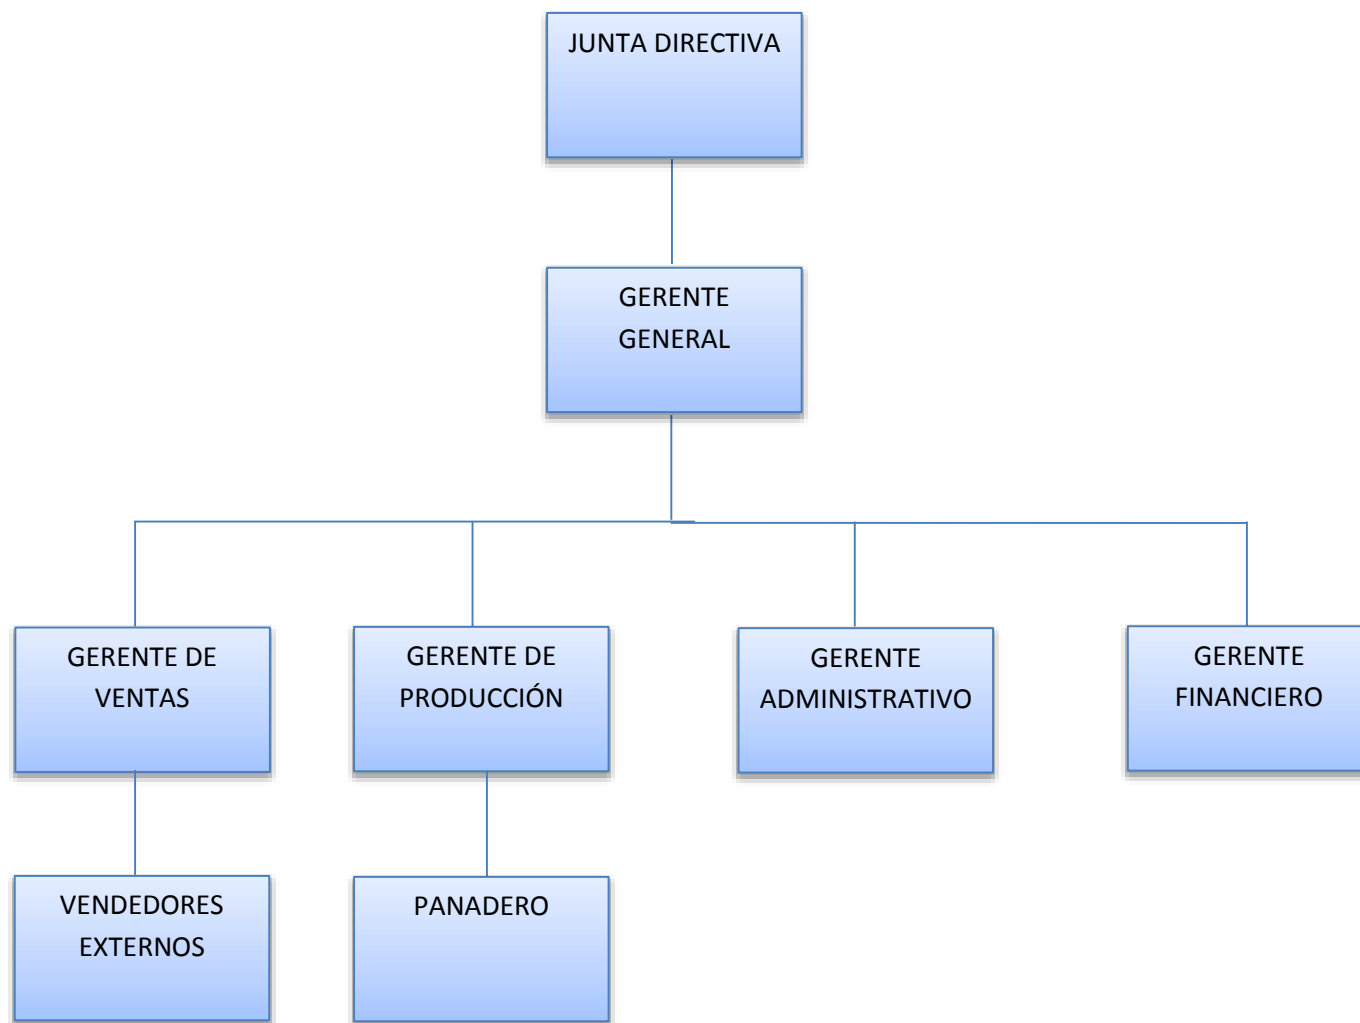 JUNTA DIRECTIVA
GERENTE
GENERAL
GERENTE DE
VENTAS
GERENTE DE
PRODUCCIÓN
GERENTE
ADMINISTRATIVO
GERENTE
FINANCIERO
VENDEDORES
EXTERNOS
PANADERO